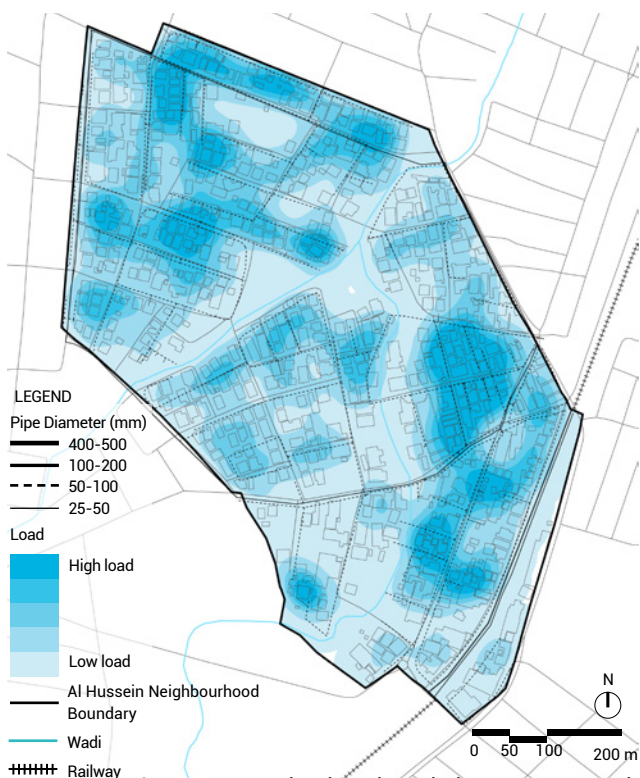 LEGEND
Pipe Diameter (mm)
400-500
100-200
50-100
25-50
Load
High load
Low load
Al Hussein Neighbourhood
Boundary
Wadi
Railway
N
0 50 100 200 m